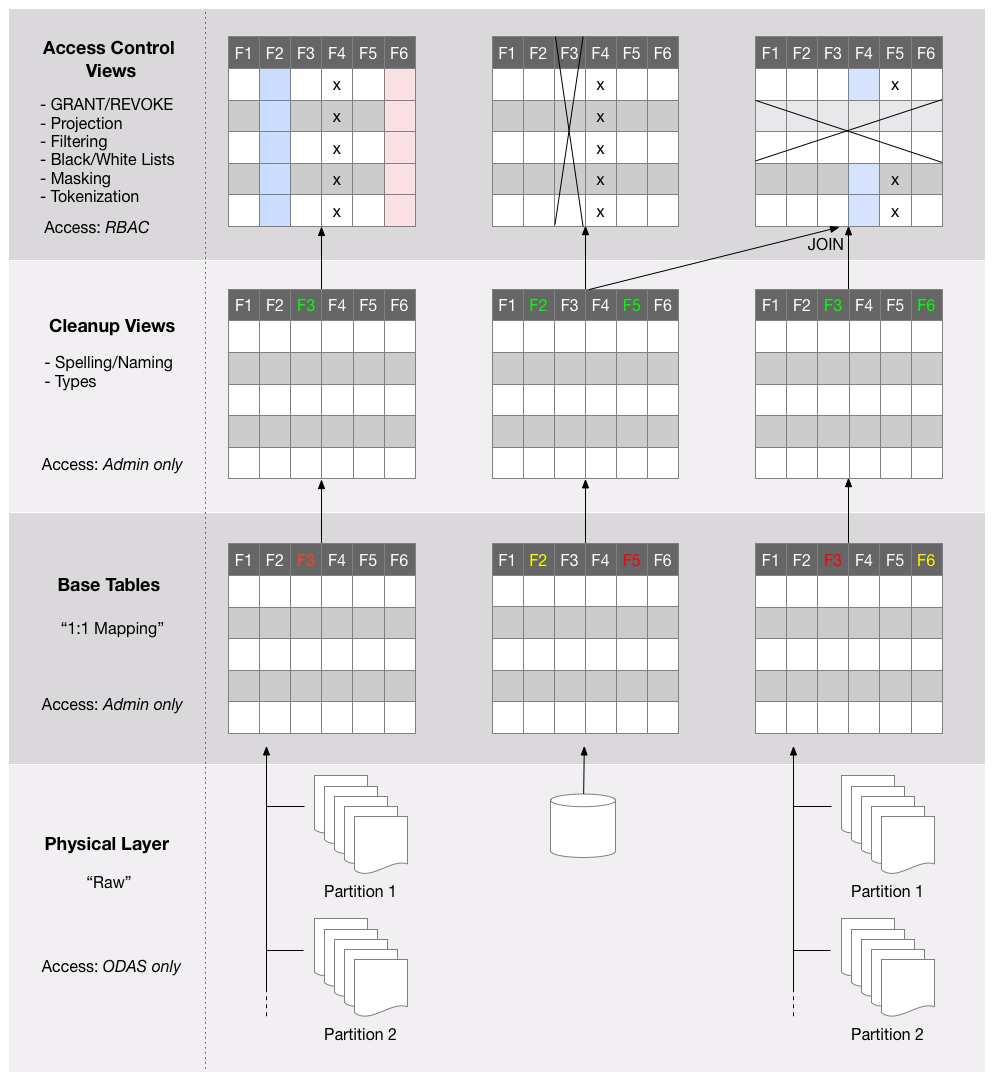 Access Control
Views
- GRANT/REVOKE
- Projection
- Filtering
- Black/White Lists
- Masking
- Tokenization
Access: RBAC
F1 F2 F3 F4 F5 F6
x
x
x
x
x
F1 F2 F3 F4 F5 F6
x
x
x
x
x
F1 F2 F3 F4 F5 F6
x
x
x
JOIN
Cleanup Views
- Spelling/Naming
- Types
Access: Admin only
F1 F2 F3 F4 F5 F6
F1 F2 F3 F4 F5 F6
F1 F2 F3 F4 F5 F6
Base Tables
“1:1 Mapping”
Access: Admin only
F1 F2 F3 F4 F5 F6
F1 F2 F3 F4 F5 F6
F1 F2 F3 F4 F5 F6
Physical Layer
“Raw”
Access: ODAS only
Partition 1
Partition 2
Partition 1
Partition 2